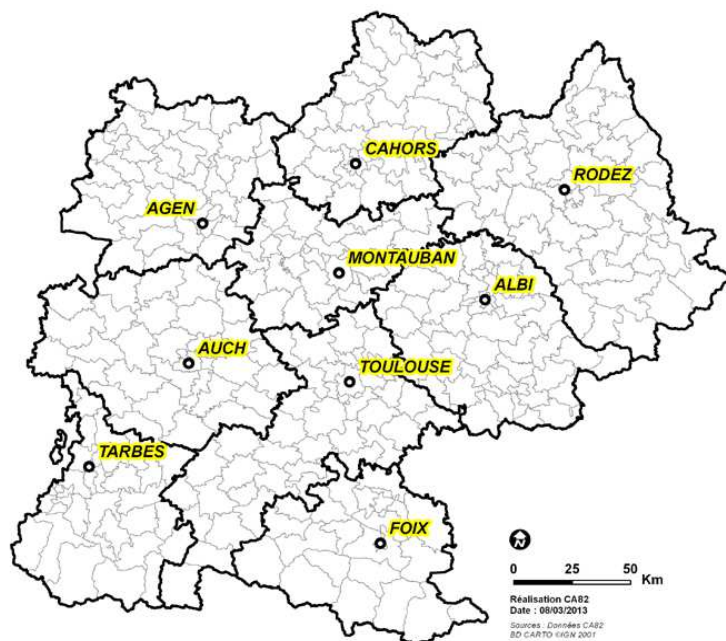 CAHORS
RODEZ
AGEN
MONTAUBAN
ALBI
AUCH
TOULOUSE
TARBES
FOIX
N
0 25 50
Km
Réalisation CA82
Date : 08/03/2013
Sources : Données CA82
BD CARTO ©IGN 2001